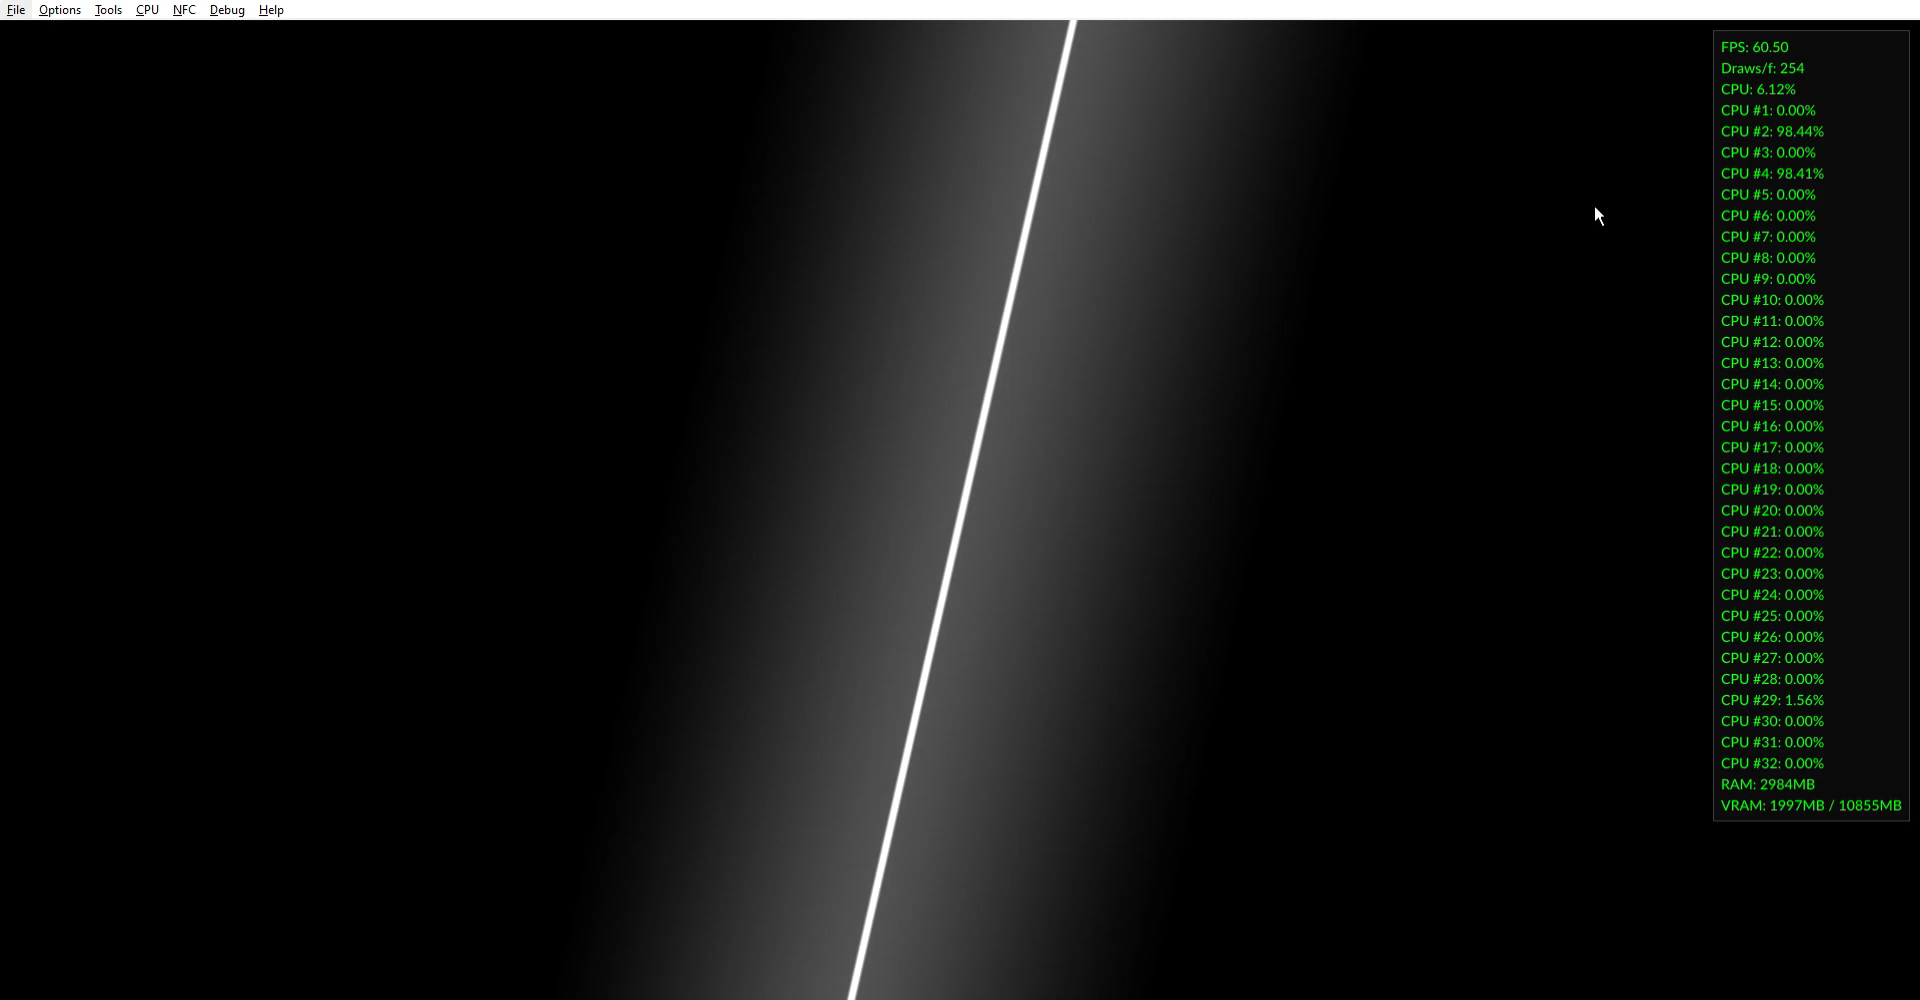 File Options Tools CPU NFC Debug Help
FPS: 60.50
Draws/f: 254
CPU: 6.12%
CPU #1: 0.00%
CPU #2: 98.44%
CPU #3: 0.00%
CPU #4: 98.41%
CPU #5: 0.00%
CPU #6: 0.00%
CPU #7: 0.00%
CPU #8: 0.00%
CPU #9: 0.00%
CPU #10: 0.00%
CPU #11: 0.00%
CPU #12: 0.00%
CPU #13: 0.00%
CPU #14: 0.00%
CPU #15: 0.00%
CPU #16: 0.00%
CPU #17: 0.00%
CPU #18: 0.00%
CPU #19: 0.00%
CPU #20: 0.00%
CPU #21: 0.00%
CPU #22: 0.00%
CPU #23: 0.00%
CPU #24: 0.00%
CPU #25: 0.00%
CPU #26: 0.00%
CPU #27: 0.00%
CPU #28: 0.00%
CPU #29: 1.56%
CPU #30: 0.00%
CPU #31: 0.00%
CPU #32: 0.00%
RAM: 2984MB
VRAM: 1997MB / 10855MB